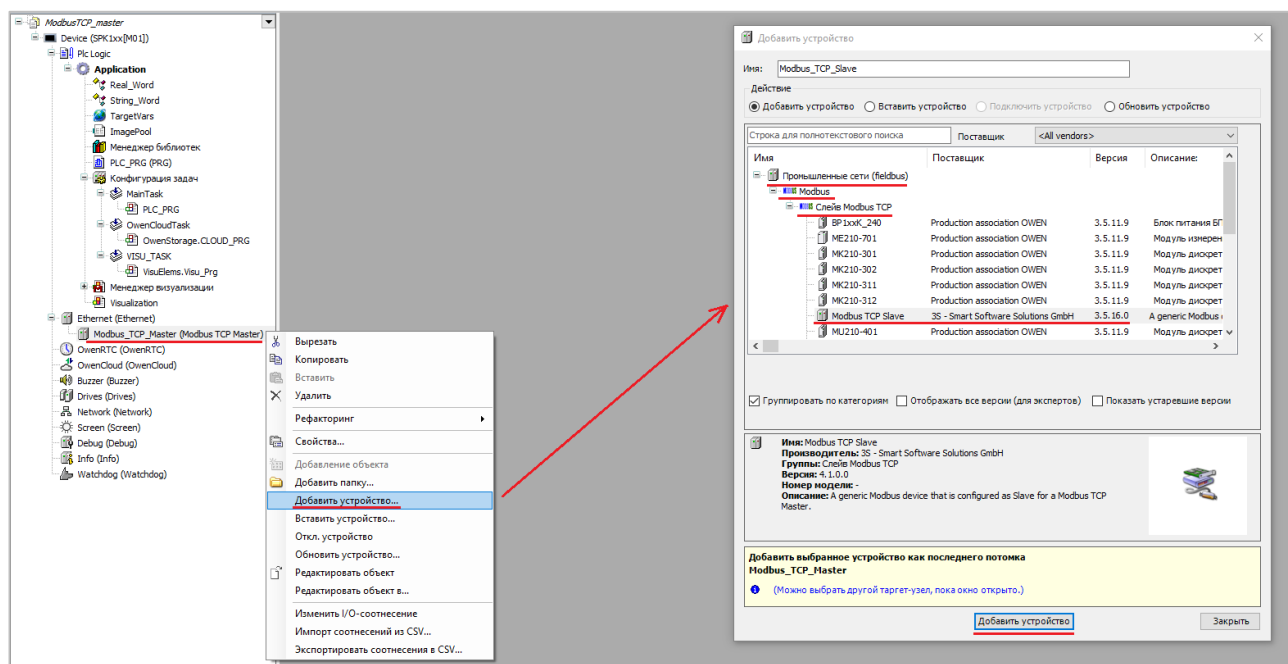 ModbusTCP_master
Device (SPK1xx[M01])
Plc Logic
Application
Real_Word
String_Word
TargetVars
ImagePool
Менеджер библиотек
PLC_PRG (PRG)
Конфигурация задач
MainTask
PLC_PRG
OwenCloudTask
OwenStorage.CLOUD_PRG
VISU_TASK
VisuElems.Visu_Prg
Менеджер визуализации
Visualization
Ethernet (Ethernet)
Modbus_TCP_Master (Modbus TCP Master)
OwenRTC (OwenRTC)
OwenCloud (OwenCloud)
Buzzer (Buzzer)
Drives (Drives)
Network (Network)
Screen (Screen)
Debug (Debug)
Info (Info)
Watchdog (Watchdog)
Вырезать
Копировать
Вставить
Удалить
Рефакторинг
Свойства...
Добавление объекта
Добавить папку...
Добавить устройство...
Вставить устройство...
Откл. устройство
Обновить устройство...
Редактировать объект
Редактировать объект в...
Изменить I/O-соотнесение
Импорт соотнесений из CSV...
Экспортировать соотнесения в CSV...
Добавить устройство
Имя: Modbus_TCP_Slave
Действие
Добавить устройство Вставить устройство Подключить устройство Обновить устройство
Строка для полнотекстового поиска Поставщик <All vendors>
Имя Поставщик Версия Описание:
Промышленные сети (fieldbus)
Modbus
Слейв Modbus TCP
BP1xxK_240 Production association OWEN 3.5.11.9 Блок питания БГ
ME210-701 Production association OWEN 3.5.11.9 Модуль измерен
MK210-301 Production association OWEN 3.5.11.9 Модуль дискрет
MK210-302 Production association OWEN 3.5.11.9 Модуль дискрет
MK210-311 Production association OWEN 3.5.11.9 Модуль дискрет
MK210-312 Production association OWEN 3.5.11.9 Модуль дискрет
Modbus TCP Slave 3S - Smart Software Solutions GmbH 3.5.16.0 A generic Modbus
MU210-401 Production association OWEN 3.5.11.9 Модуль дискрет
Группировать по категориям Отображать все версии (для экспертов) Показать устаревшие версии
Имя: Modbus TCP Slave
Производитель: 3S - Smart Software Solutions GmbH
Группы: Слейв Modbus TCP
Версия: 4.1.0.0
Номер модели: -
Описание: A generic Modbus device that is configured as Slave for a Modbus TCP
Master.
Добавить выбранное устройство как последнего потомка
Modbus_TCP_Master
(Можно выбрать другой таргет-узел, пока окно открыто.)
Добавить устройство Закрыть